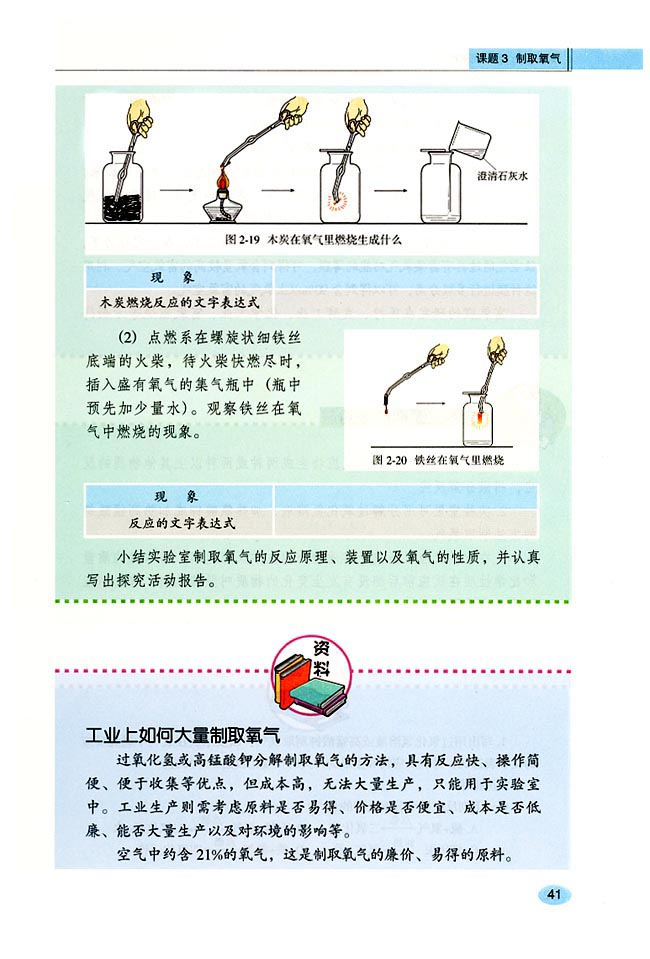 课题3 制取氧气
澄清石灰水
图2-19 木炭在氧气里燃烧生成什么
现 象
木炭燃烧反应的文字表达式
(2) 点燃系在螺旋状细铁丝
底端的火柴，待火柴快燃尽时，
插入盛有氧气的集气瓶中（瓶中
预先加少量水）。观察铁丝在氧
气中燃烧的现象。
图2-20 铁丝在氧气里燃烧
现 象
反应的文字表达式
小结实验室制取氧气的反应原理、装置以及氧气的性质，并认真
写出探究活动报告。
资
料
工业上如何大量制取氧气
过氧化氢或高锰酸钾分解制取氧气的方法，具有反应快、操作简
便、便于收集等优点，但成本高，无法大量生产，只能用于实验室
中。工业生产则需考虑原料是否易得、价格是否便宜、成本是否低
廉、能否大量生产以及对环境的影响等。
空气中约含21%的氧气，这是制取氧气的廉价、易得的原料。
41